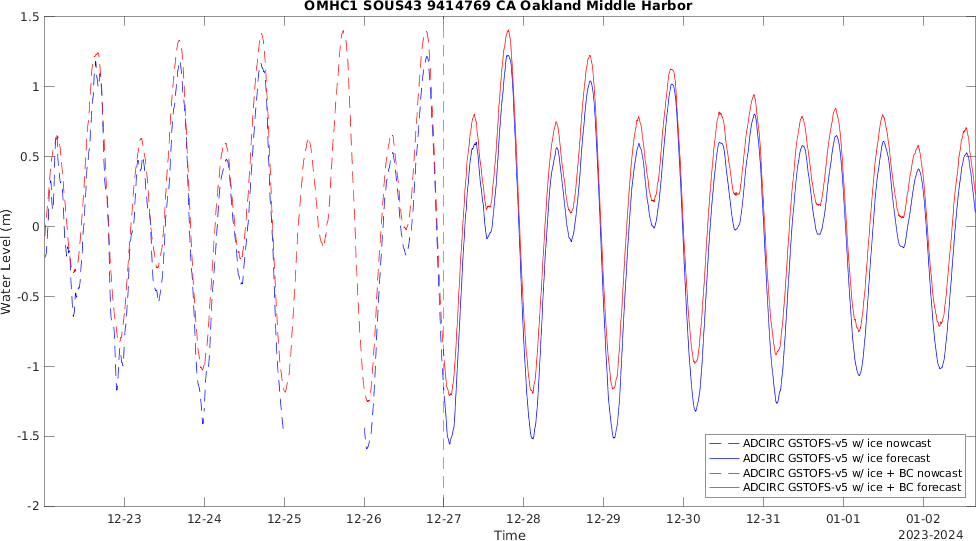 OMHC1 SOUS43 9414769 CA Oakland Middle Harbor
1.5
1
0.5
0
-0.5
-1
-1.5
-2
Water Level (m)
ADCIRC GSTOFS-v5 w/ ice nowcast
ADCIRC GSTOFS-v5 w/ ice forecast
ADCIRC GSTOFS-v5 w/ ice + BC nowcast
ADCIRC GSTOFS-v5 w/ ice + BC forecast
12-23 12-24 12-25 12-26 12-27 12-28 12-29 12-30 12-31 01-01 01-02
Time
2023-2024